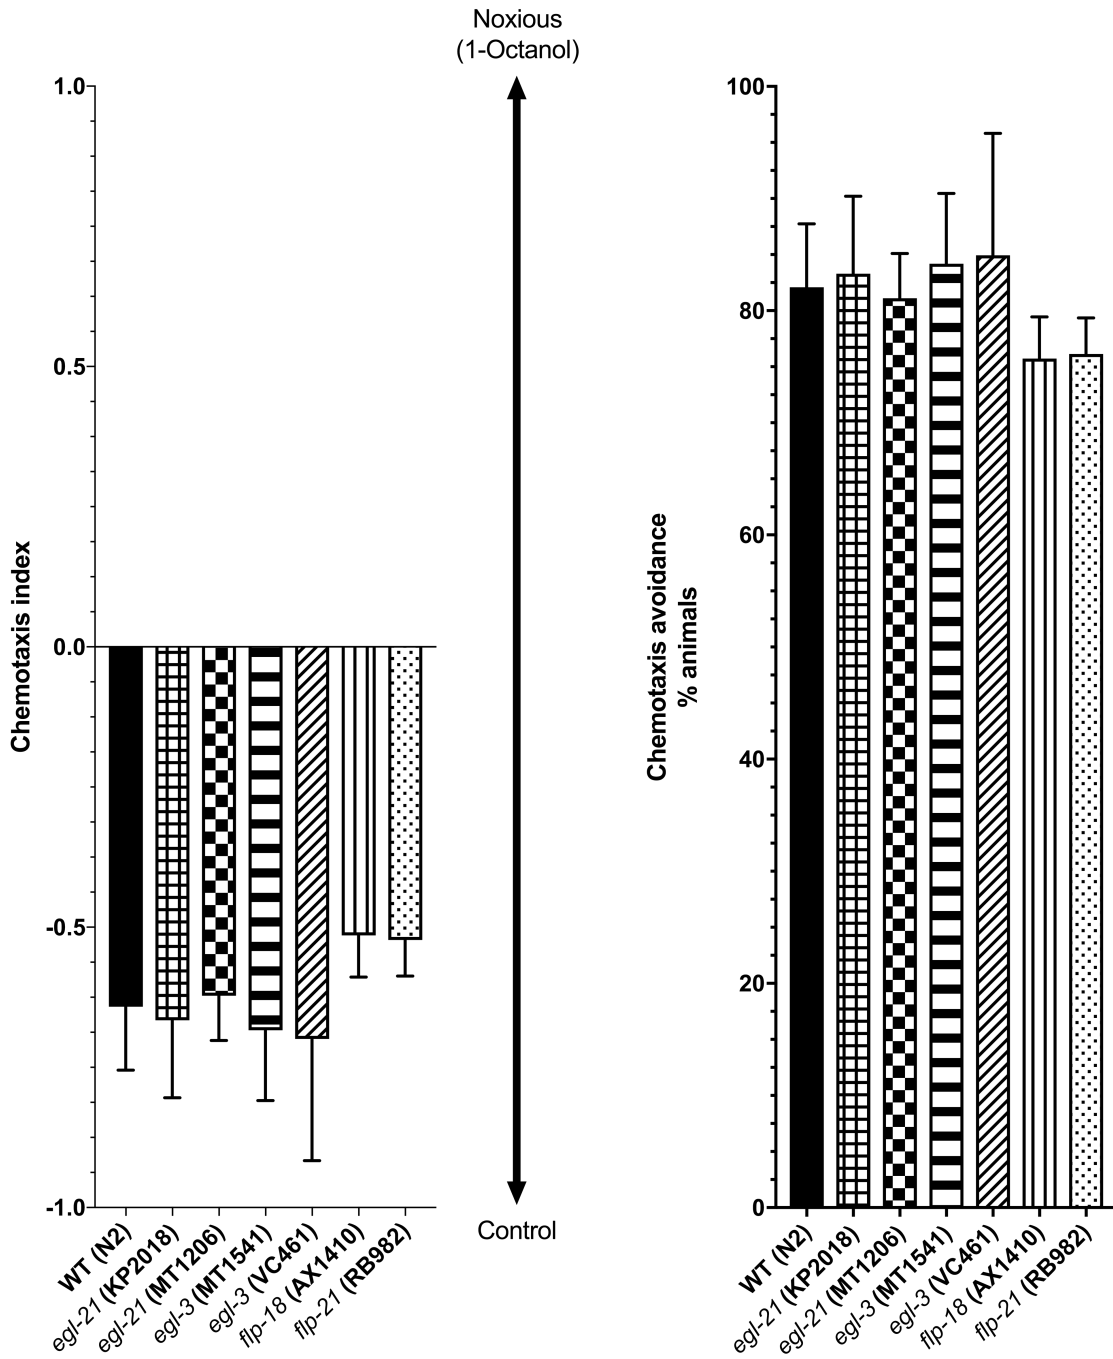 Noxious
(1-Octanol)
1.0
0.5
0.0
-0.5
-1.0
Chemotaxis index
WT (N2)
egl-21 (KP2018)
egl-21 (MT1206)
egl-3 (MT1541)
egl-3 (VC461)
flp-18 (AX1410)
flp-21 (RB982)
Control
100
80
60
40
20
0
Chemotaxis avoidance
% animals
WT (N2)
egl-21 (KP2018)
egl-21 (MT1206)
egl-3 (MT1541)
egl-3 (VC461)
flp-18 (AX1410)
flp-21 (RB982)